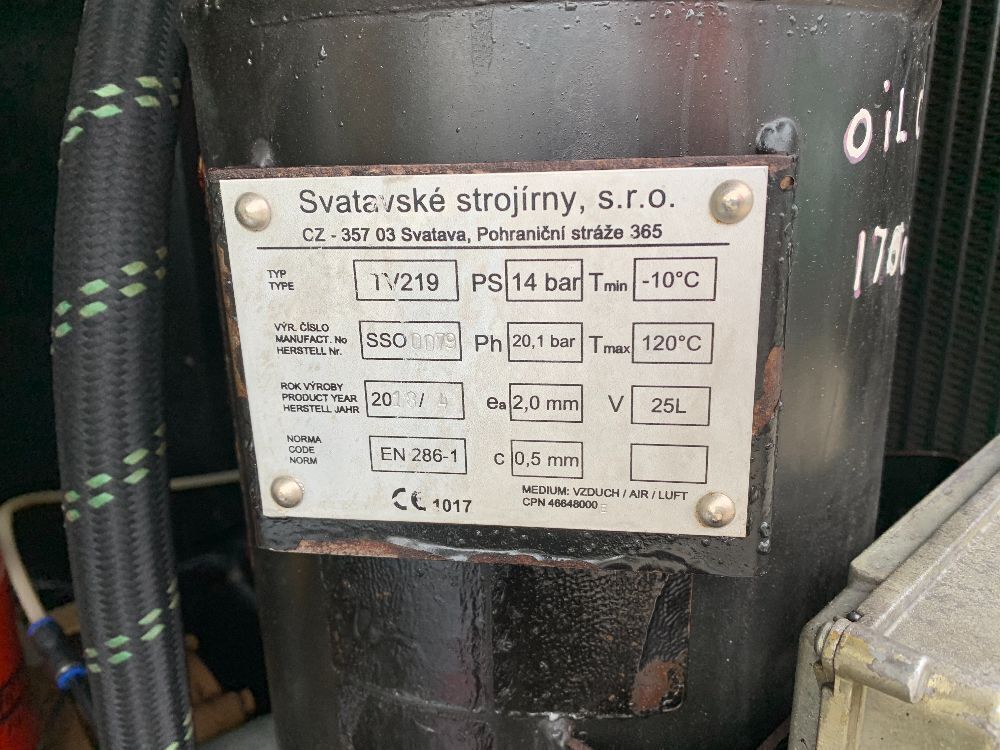 Svatavské strojírny, s.r.o.
CZ - 357 03 Svatava, Pohraniční stráže 365
TYP
TYPE
TV219
PS
14 bar
Tmin
-10°C
VÝR. ČÍSLO
MANUFACT. No
HERSTELL Nr.
SSO 0079
Ph
20,1 bar
Tmax
120°C
ROK VÝROBY
PRODUCT YEAR
HERSTELL JAHR
2018/ 4
ea
2,0 mm
V
25L
NORMA
CODE
NORM
EN 286-1
c
0,5 mm
CE 1017
MEDIUM: VZDUCH / AIR / LUFT
CPN 46648000
OiL